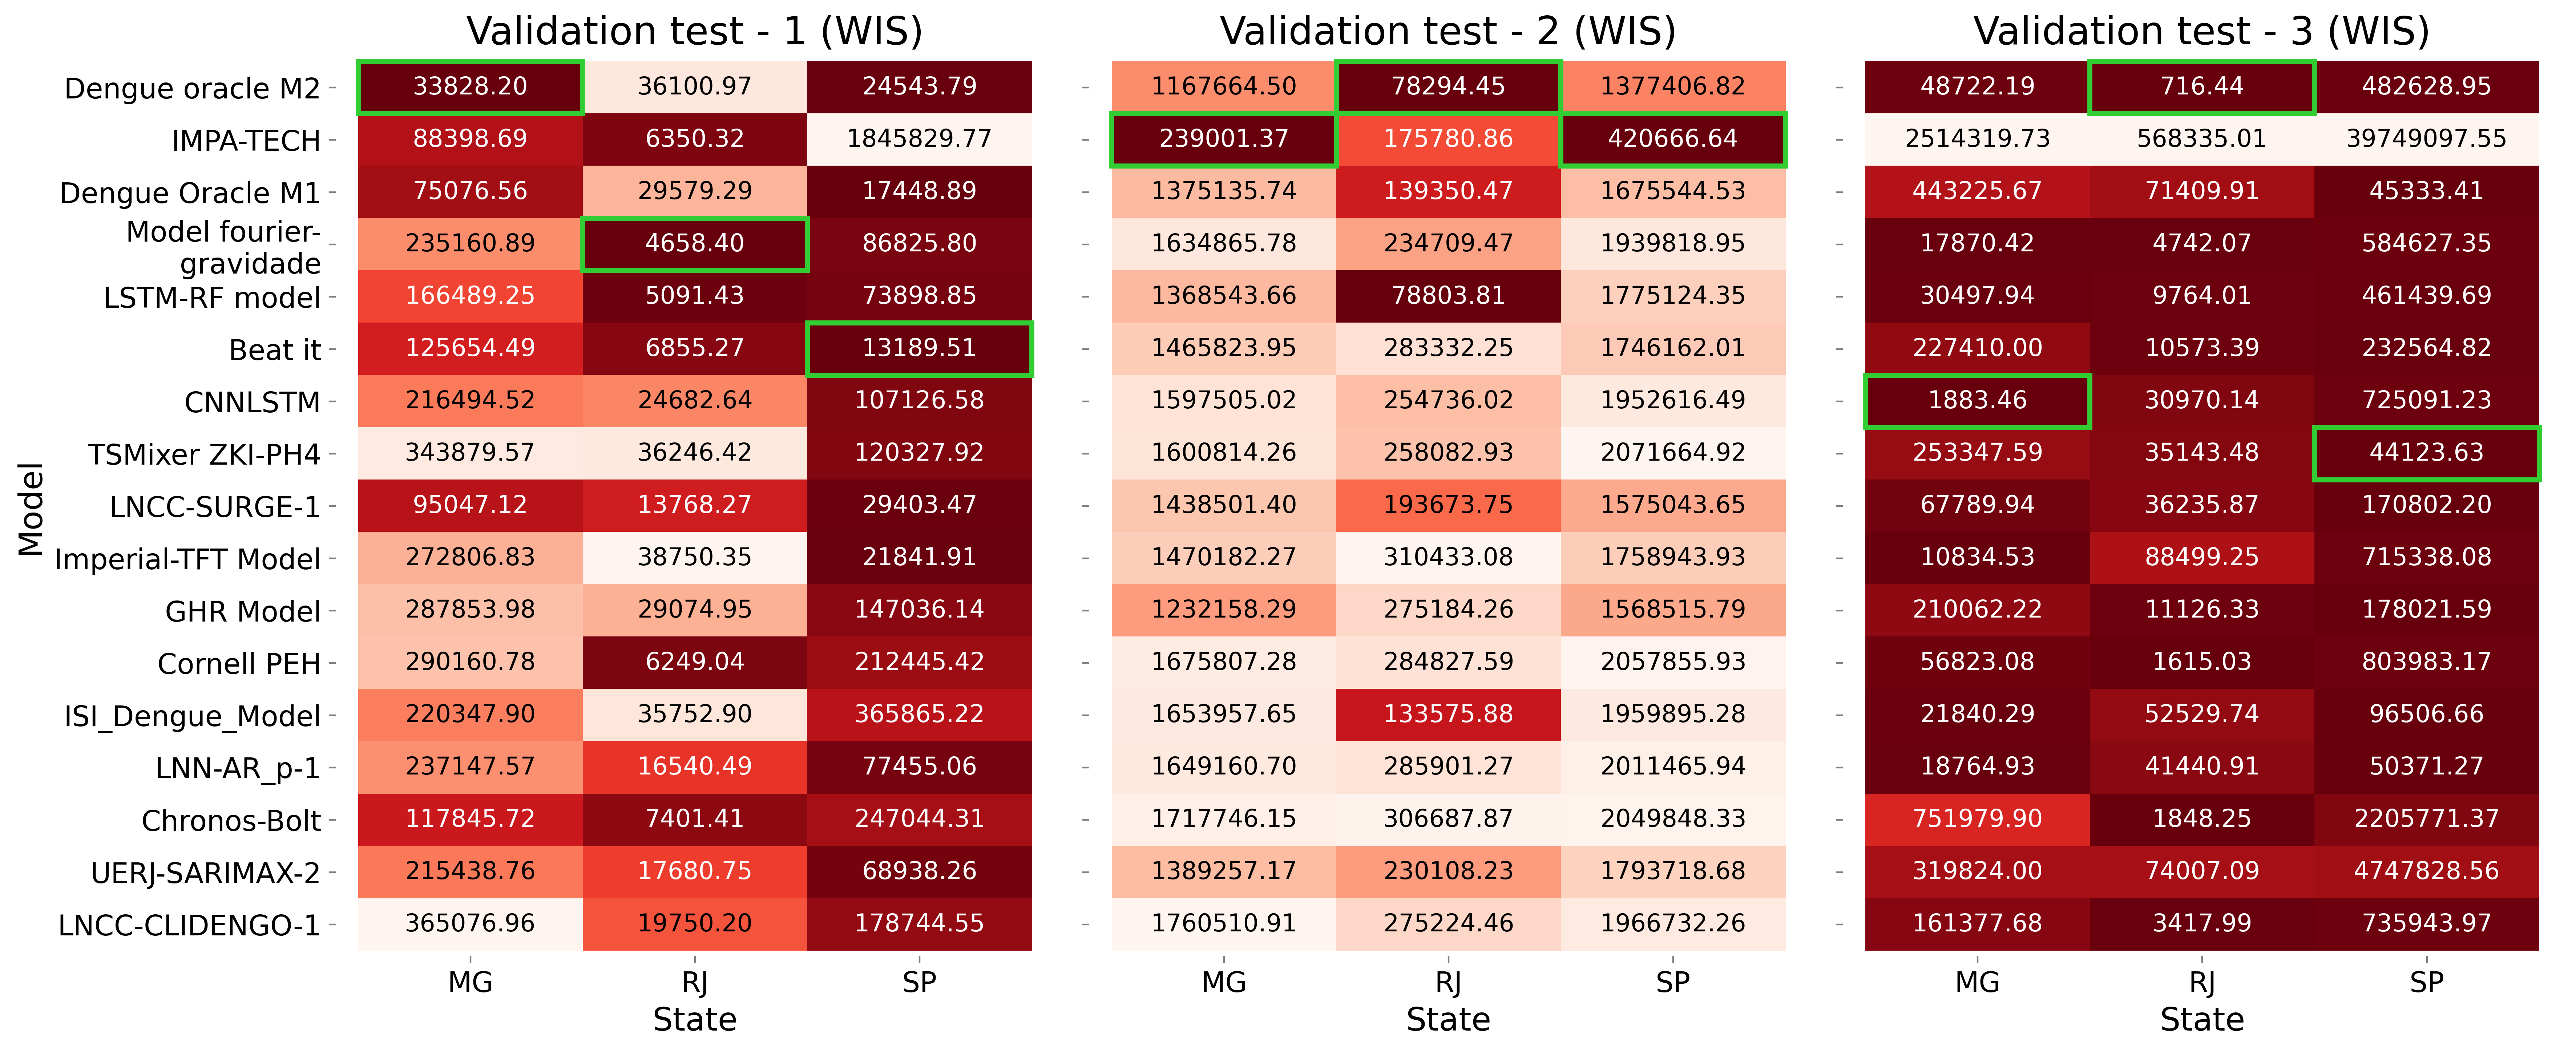 Validation test - 1 (WIS) Validation test - 2 (WIS) Validation test - 3 (WIS)
Dengue oracle M2 33828.20 36100.97 24543.79 1167664.50 78294.45 1377406.82 48722.19 716.44 482628.95
IMPA-TECH 88398.69 6350.32 1845829.77 239001.37 175780.86 420666.64 2514319.73 568335.01 39749097.55
Dengue Oracle M1 75076.56 29579.29 17448.89 1375135.74 139350.47 1675544.53 443225.67 71409.91 45333.41
Model fourier-
gravidade 235160.89 4658.40 86825.80 1634865.78 234709.47 1939818.95 17870.42 4742.07 584627.35
LSTM-RF model 166489.25 5091.43 73898.85 1368543.66 78803.81 1775124.35 30497.94 9764.01 461439.69
Beat it 125654.49 6855.27 13189.51 1465823.95 283332.25 1746162.01 227410.00 10573.39 232564.82
CNNLSTM 216494.52 24682.64 107126.58 1597505.02 254736.02 1952616.49 1883.46 30970.14 725091.23
TSMixer ZKI-PH4 343879.57 36246.42 120327.92 1600814.26 258082.93 2071664.92 253347.59 35143.48 44123.63
LNCC-SURGE-1 95047.12 13768.27 29403.47 1438501.40 193673.75 1575043.65 67789.94 36235.87 170802.20
Imperial-TFT Model 272806.83 38750.35 21841.91 1470182.27 310433.08 1758943.93 10834.53 88499.25 715338.08
GHR Model 287853.98 29074.95 147036.14 1232158.29 275184.26 1568515.79 210062.22 11126.33 178021.59
Cornell PEH 290160.78 6249.04 212445.42 1675807.28 284827.59 2057855.93 56823.08 1615.03 803983.17
ISI_Dengue_Model 220347.90 35752.90 365865.22 1653957.65 133575.88 1959895.28 21840.29 52529.74 96506.66
LNN-AR_p-1 237147.57 16540.49 77455.06 1649160.70 285901.27 2011465.94 18764.93 41440.91 50371.27
Chronos-Bolt 117845.72 7401.41 247044.31 1717746.15 306687.87 2049848.33 751979.90 1848.25 2205771.37
UERJ-SARIMAX-2 215438.76 17680.75 68938.26 1389257.17 230108.23 1793718.68 319824.00 74007.09 4747828.56
LNCC-CLIDENGO-1 365076.96 19750.20 178744.55 1760510.91 275224.46 1966732.26 161377.68 3417.99 735943.97
MG RJ SP MG RJ SP MG RJ SP
State State State
Model